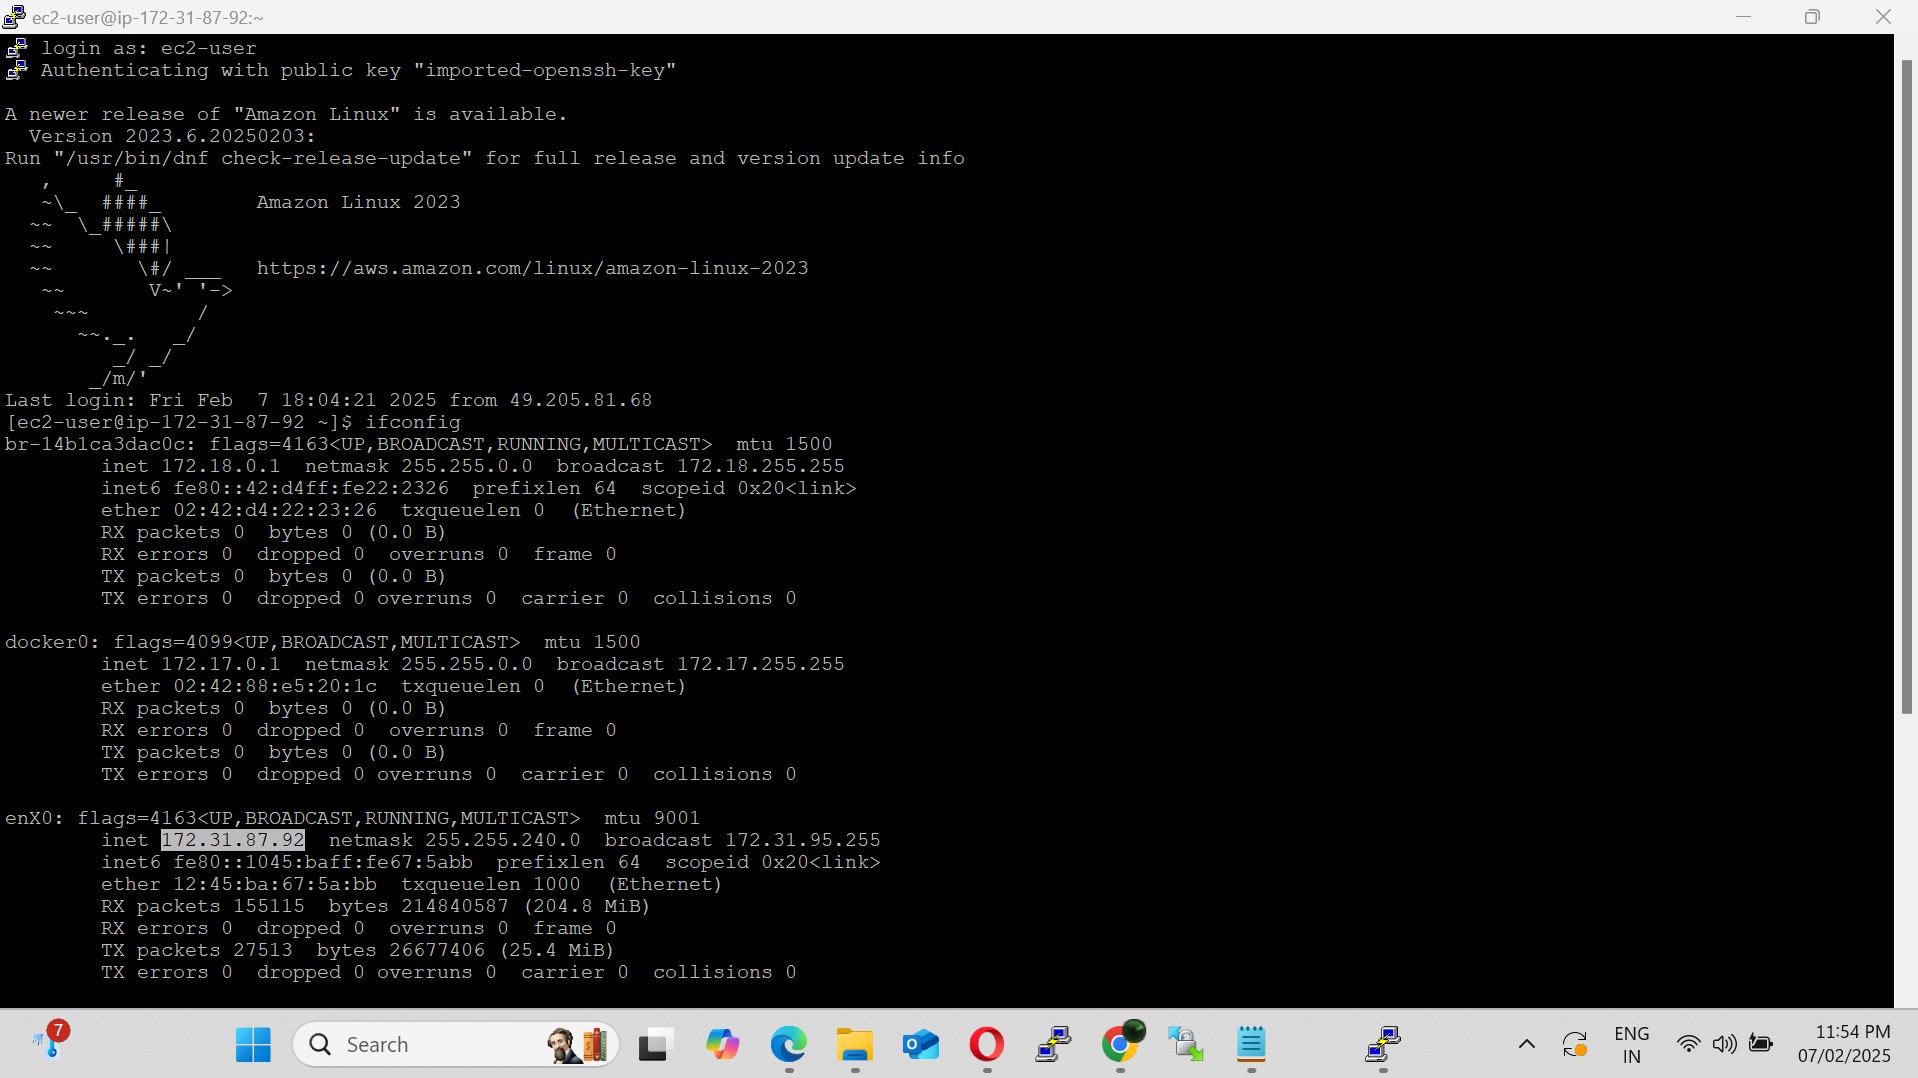 ec2-user@ip-172-31-87-92:~
login as: ec2-user
Authenticating with public key "imported-openssh-key"
A newer release of "Amazon Linux" is available.
  Version 2023.6.20250203:
Run "/usr/bin/dnf check-release-update" for full release and version update info
   ,     #_
   ~\_  ####_        Amazon Linux 2023
  ~~  \_#####\
  ~~     \###|
  ~~       \#/ ___   https://aws.amazon.com/linux/amazon-linux-2023
   ~~       V~' '->
    ~~~         /
      ~~._.   _/
         _/ _/
       _/m/'
Last login: Fri Feb  7 18:04:21 2025 from 49.205.81.68
[ec2-user@ip-172-31-87-92 ~]$ ifconfig
br-14b1ca3dac0c: flags=4163<UP,BROADCAST,RUNNING,MULTICAST>  mtu 1500
        inet 172.18.0.1  netmask 255.255.0.0  broadcast 172.18.255.255
        inet6 fe80::42:d4ff:fe22:2326  prefixlen 64  scopeid 0x20<link>
        ether 02:42:d4:22:23:26  txqueuelen 0  (Ethernet)
        RX packets 0  bytes 0 (0.0 B)
        RX errors 0  dropped 0  overruns 0  frame 0
        TX packets 0  bytes 0 (0.0 B)
        TX errors 0  dropped 0 overruns 0  carrier 0  collisions 0
docker0: flags=4099<UP,BROADCAST,MULTICAST>  mtu 1500
        inet 172.17.0.1  netmask 255.255.0.0  broadcast 172.17.255.255
        ether 02:42:88:e5:20:1c  txqueuelen 0  (Ethernet)
        RX packets 0  bytes 0 (0.0 B)
        RX errors 0  dropped 0  overruns 0  frame 0
        TX packets 0  bytes 0 (0.0 B)
        TX errors 0  dropped 0 overruns 0  carrier 0  collisions 0
enX0: flags=4163<UP,BROADCAST,RUNNING,MULTICAST>  mtu 9001
        inet 172.31.87.92  netmask 255.255.240.0  broadcast 172.31.95.255
        inet6 fe80::1045:baff:fe67:5abb  prefixlen 64  scopeid 0x20<link>
        ether 12:45:ba:67:5a:bb  txqueuelen 1000  (Ethernet)
        RX packets 155115  bytes 214840587 (204.8 MiB)
        RX errors 0  dropped 0  overruns 0  frame 0
        TX packets 27513  bytes 26677406 (25.4 MiB)
        TX errors 0  dropped 0 overruns 0  carrier 0  collisions 0
7
Search
ENG
IN
11:54 PM
07/02/2025